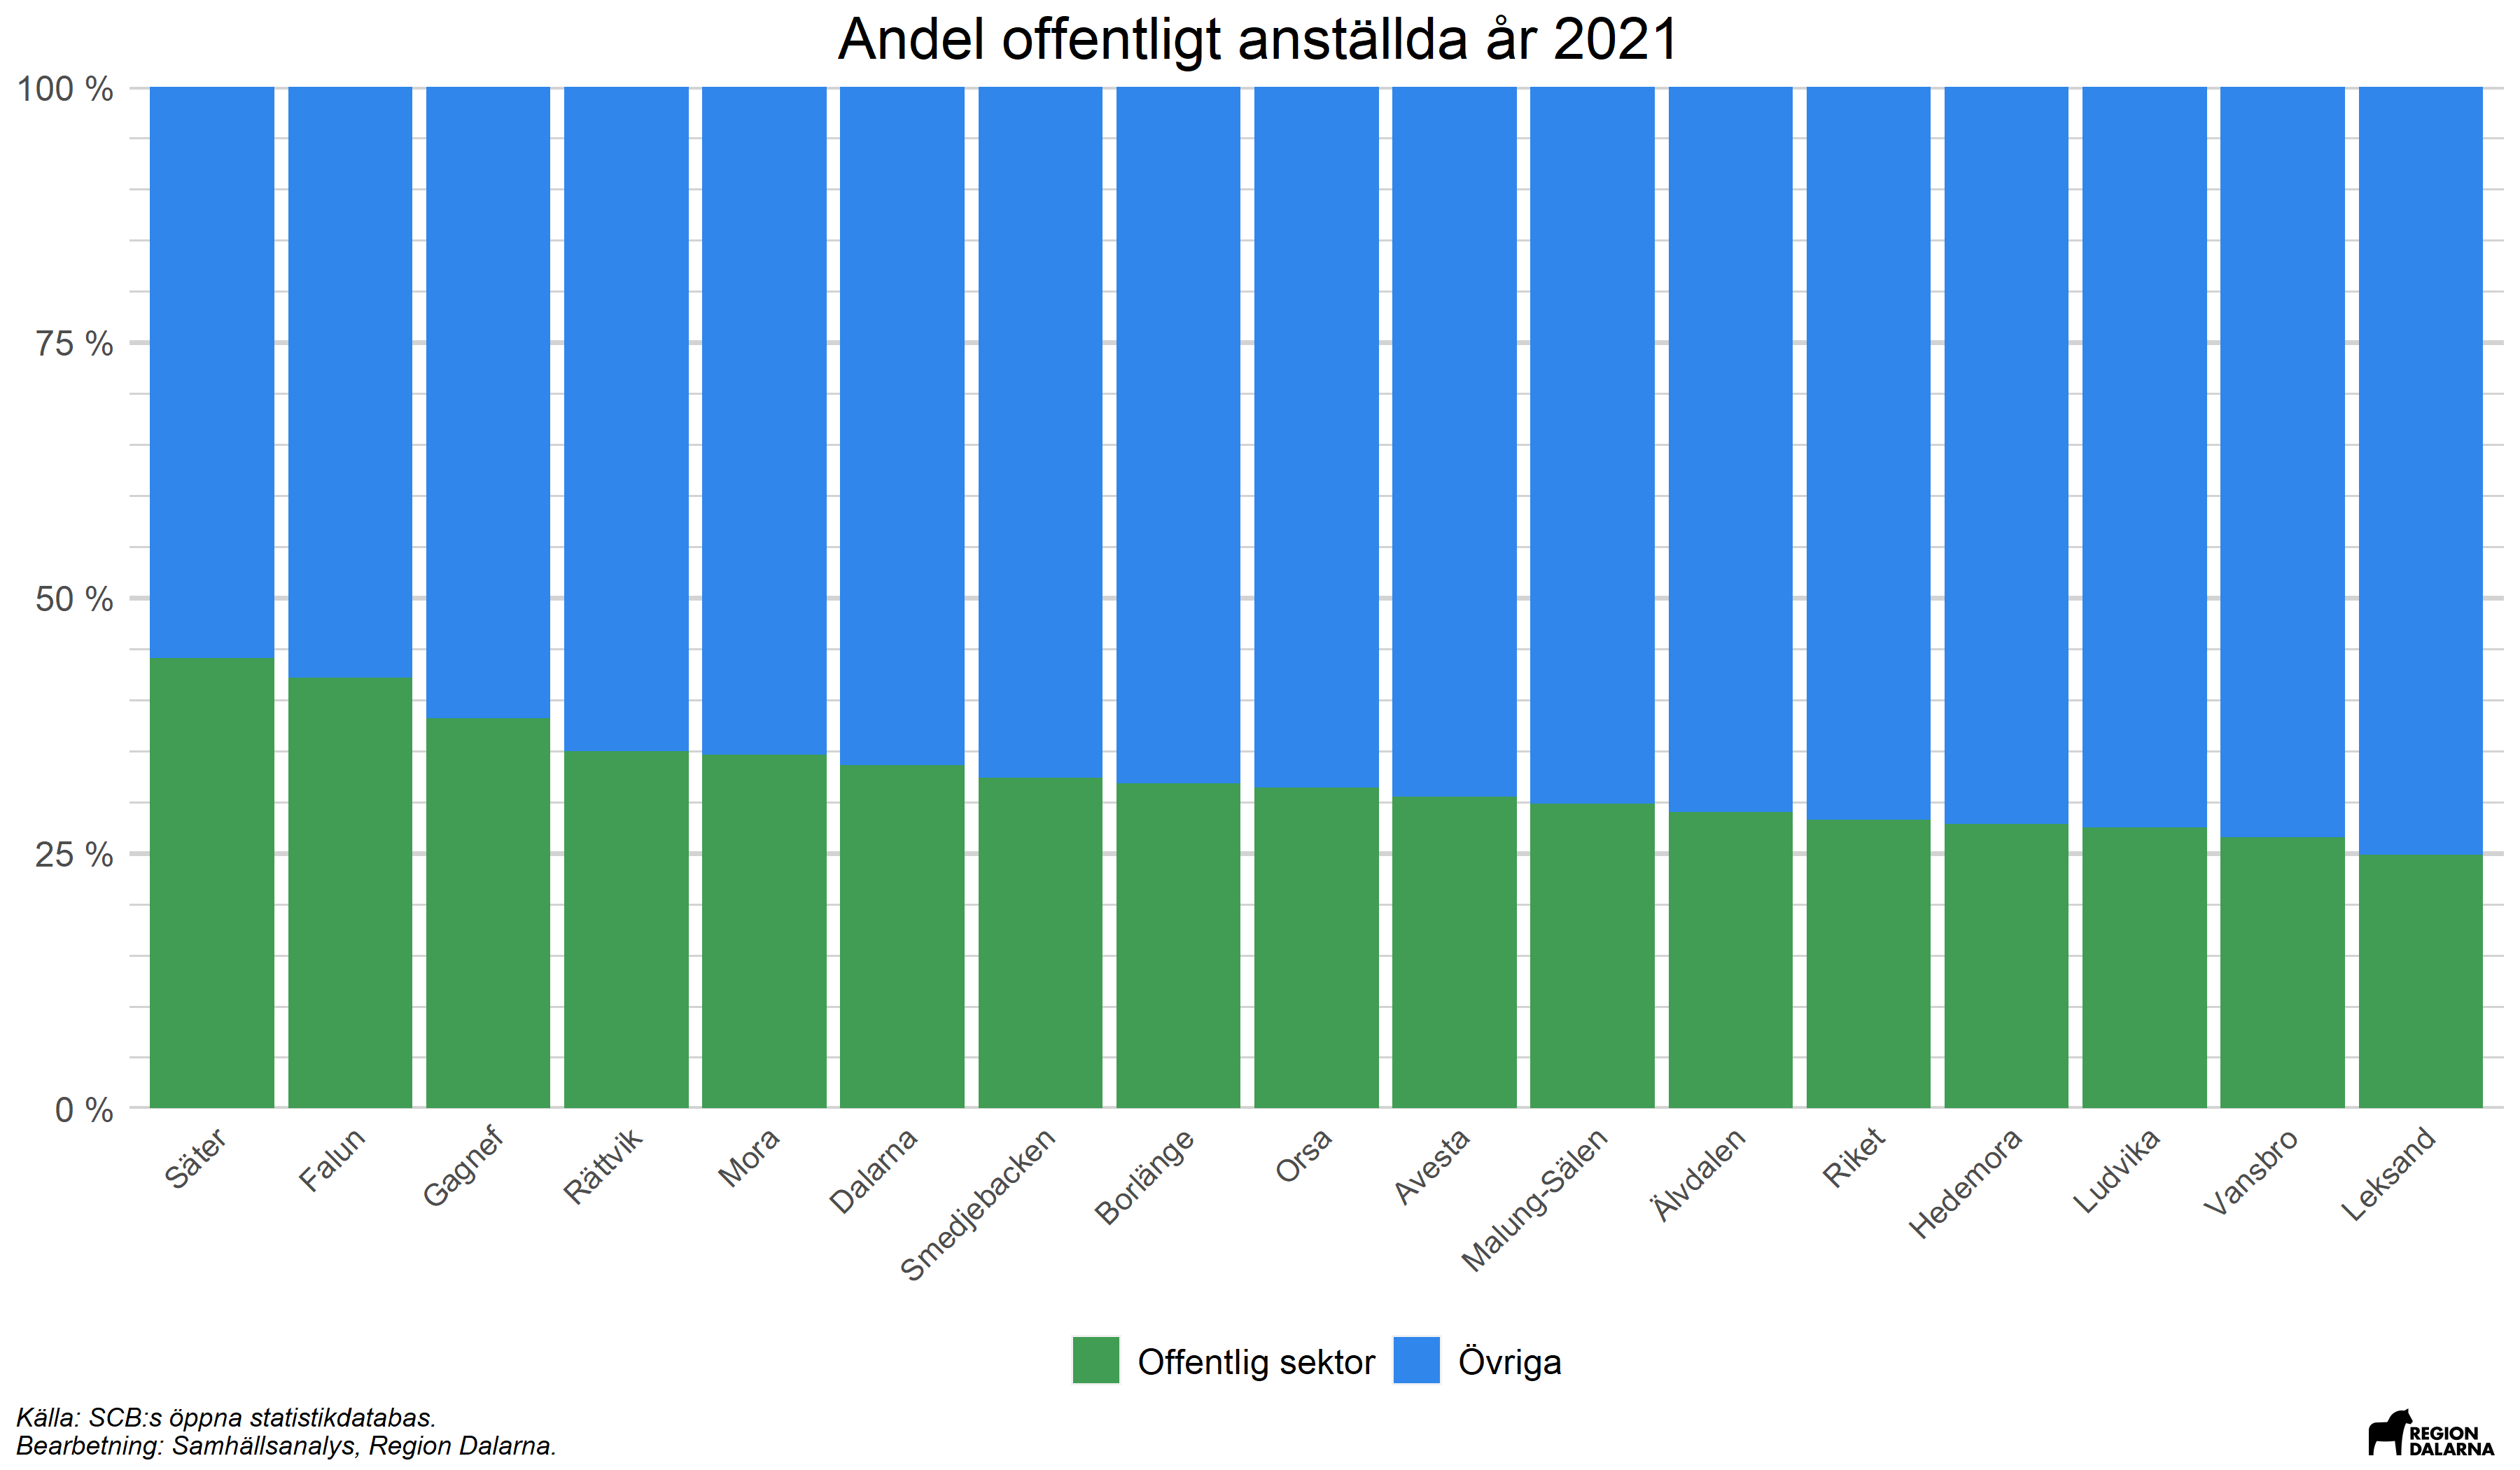 Andel offentligt anställda år 2021
100 %
75 %
50 %
25 %
0 %
Säter
Falun
Gagnef
Rättvik
Mora
Dalarna
Smedjebacken
Borlänge
Orsa
Avesta
Malung-Sälen
Älvdalen
Riket
Hedemora
Ludvika
Vansbro
Leksand
Offentlig sektor
Övriga
Källa: SCB:s öppna statistikdatabas.
Bearbetning: Samhällsanalys, Region Dalarna.
REGION
DALARNA